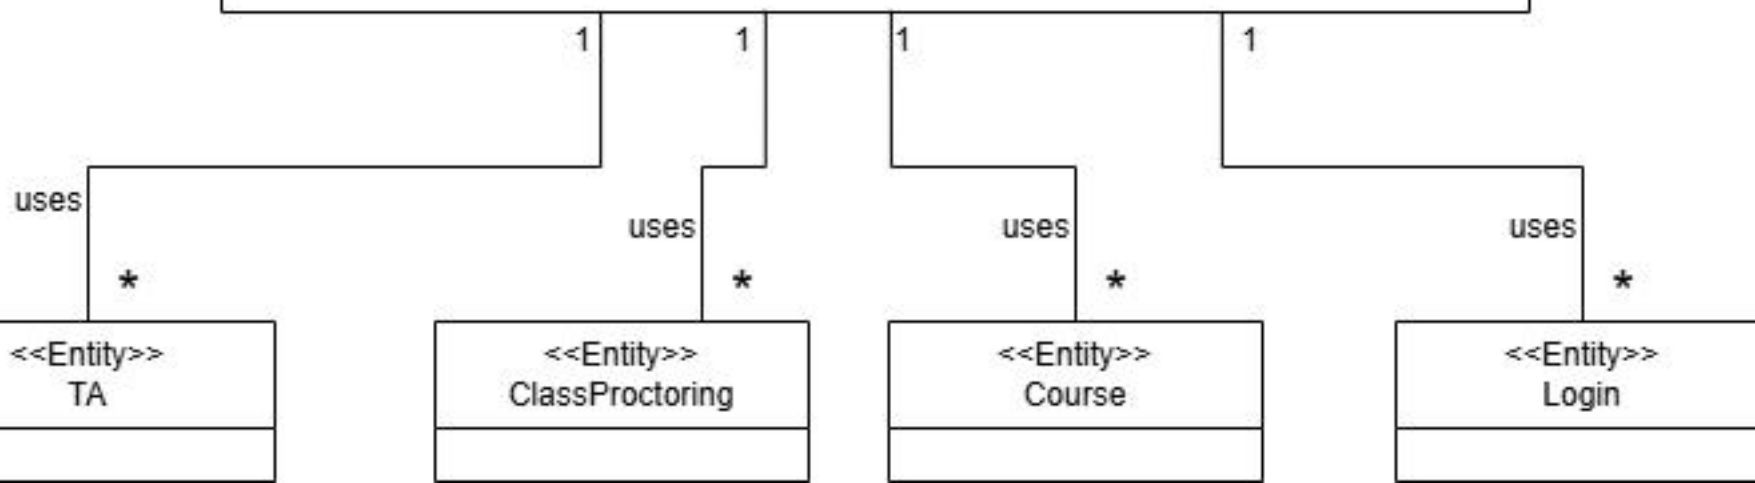 1 1 1 1
uses
uses uses uses
* * * *
<<Entity>> <<Entity>> <<Entity>> <<Entity>>
TA ClassProctoring Course Login